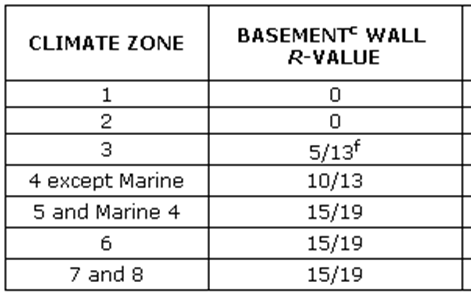 CLIMATE ZONE BASEMENTᶜ WALL
R-VALUE
1 0
2 0
3 5/13ᶠ
4 except Marine 10/13
5 and Marine 4 15/19
6 15/19
7 and 8 15/19